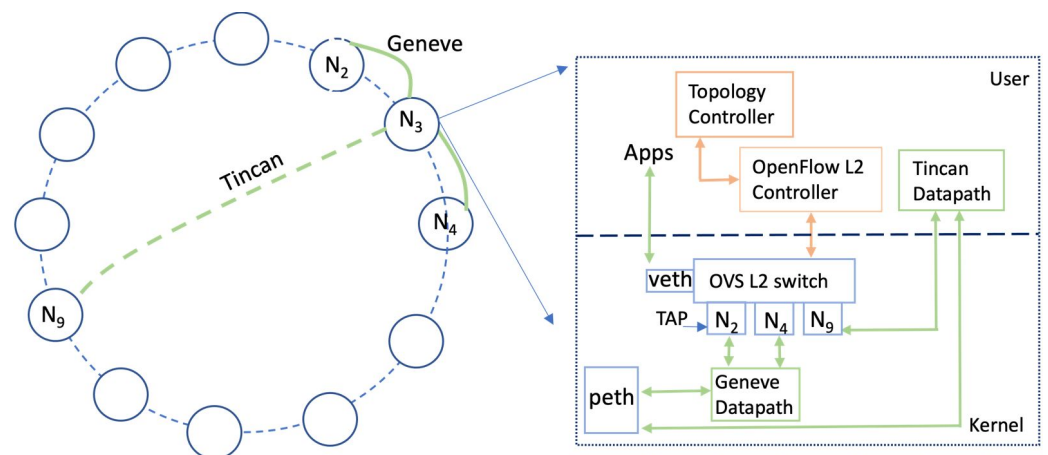 Geneve
N2
N3
Tincan
N4
N9
User
Topology
Controller
Apps
OpenFlow L2
Controller
Tincan
Datapath
veth
OVS L2 switch
TAP
N2
N4
N9
peth
Geneve
Datapath
Kernel